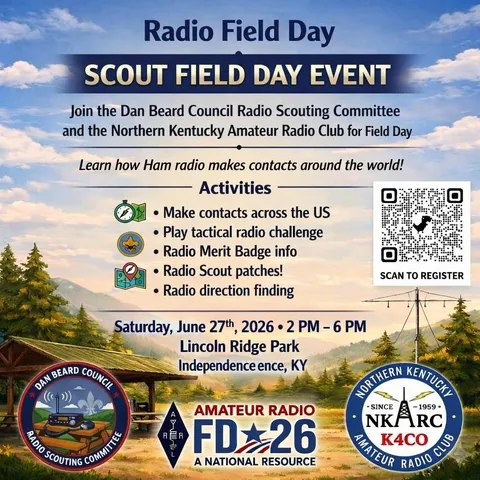 Radio Field Day
SCOUT FIELD DAY EVENT
Join the Dan Beard Council Radio Scouting Committee
and the Northern Kentucky Amateur Radio Club for Field Day
Learn how Ham radio makes contacts around the world!
Activities
• Make contacts across the US
• Play tactical radio challenge
• Radio Merit Badge info
• Radio Scout patches!
• Radio direction finding
SCAN TO REGISTER
Saturday, June 27th, 2026 • 2 PM – 6 PM
Lincoln Ridge Park
Independence ence, KY
DAN BEARD COUNCIL
RADIO SCOUTING COMMITTEE
A R R L
AMATEUR RADIO
FD★26
A NATIONAL RESOURCE
NORTHERN KENTUCKY
• SINCE 1959 •
NKARC
K4CO
AMATEUR RADIO CLUB